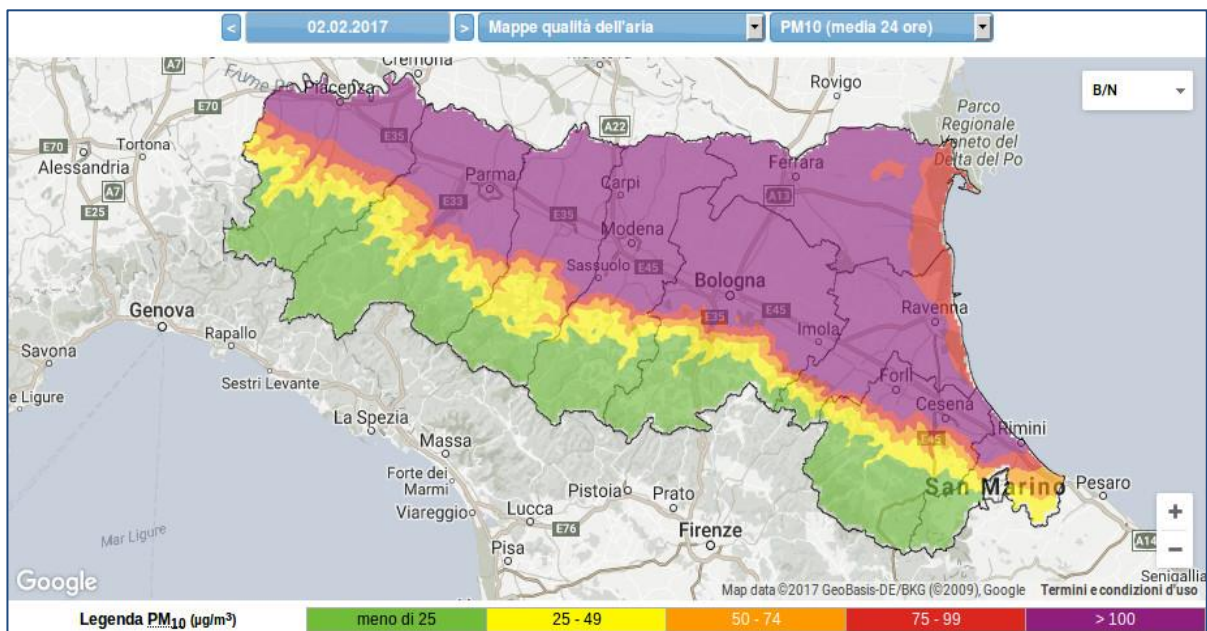 < 02.02.2017 > Mappe qualità dell'aria PM10 (media 24 ore)
Cremona
A7
Piacenza
Rovigo
B/N
E70
A22
Parco
Regionale
Veneto del
Delta del Po
E70
Tortona
E35
Alessandria
Ferrara
A7
Parma
Carpi
A13
E25
E33
E35
Modena
Sassuolo
E45
Bologna
Genova
E35
E45
Ravenna
Rapallo
Imola
Savona
Sestri Levante
Forlì
e Ligure
Cesena
La Spezia
Rimini
Massa
E45
Forte dei
Marmi
San Marino
Pistoia
Prato
Pesaro
Viareggio
Lucca
E76
Firenze
+
Mar Ligure
Pisa
A14
−
Senigallia
Google
Map data ©2017 GeoBasis-DE/BKG (©2009), Google Termini e condizioni d'uso
Legenda PM10 (µg/m³) meno di 25 25 - 49 50 - 74 75 - 99 > 100